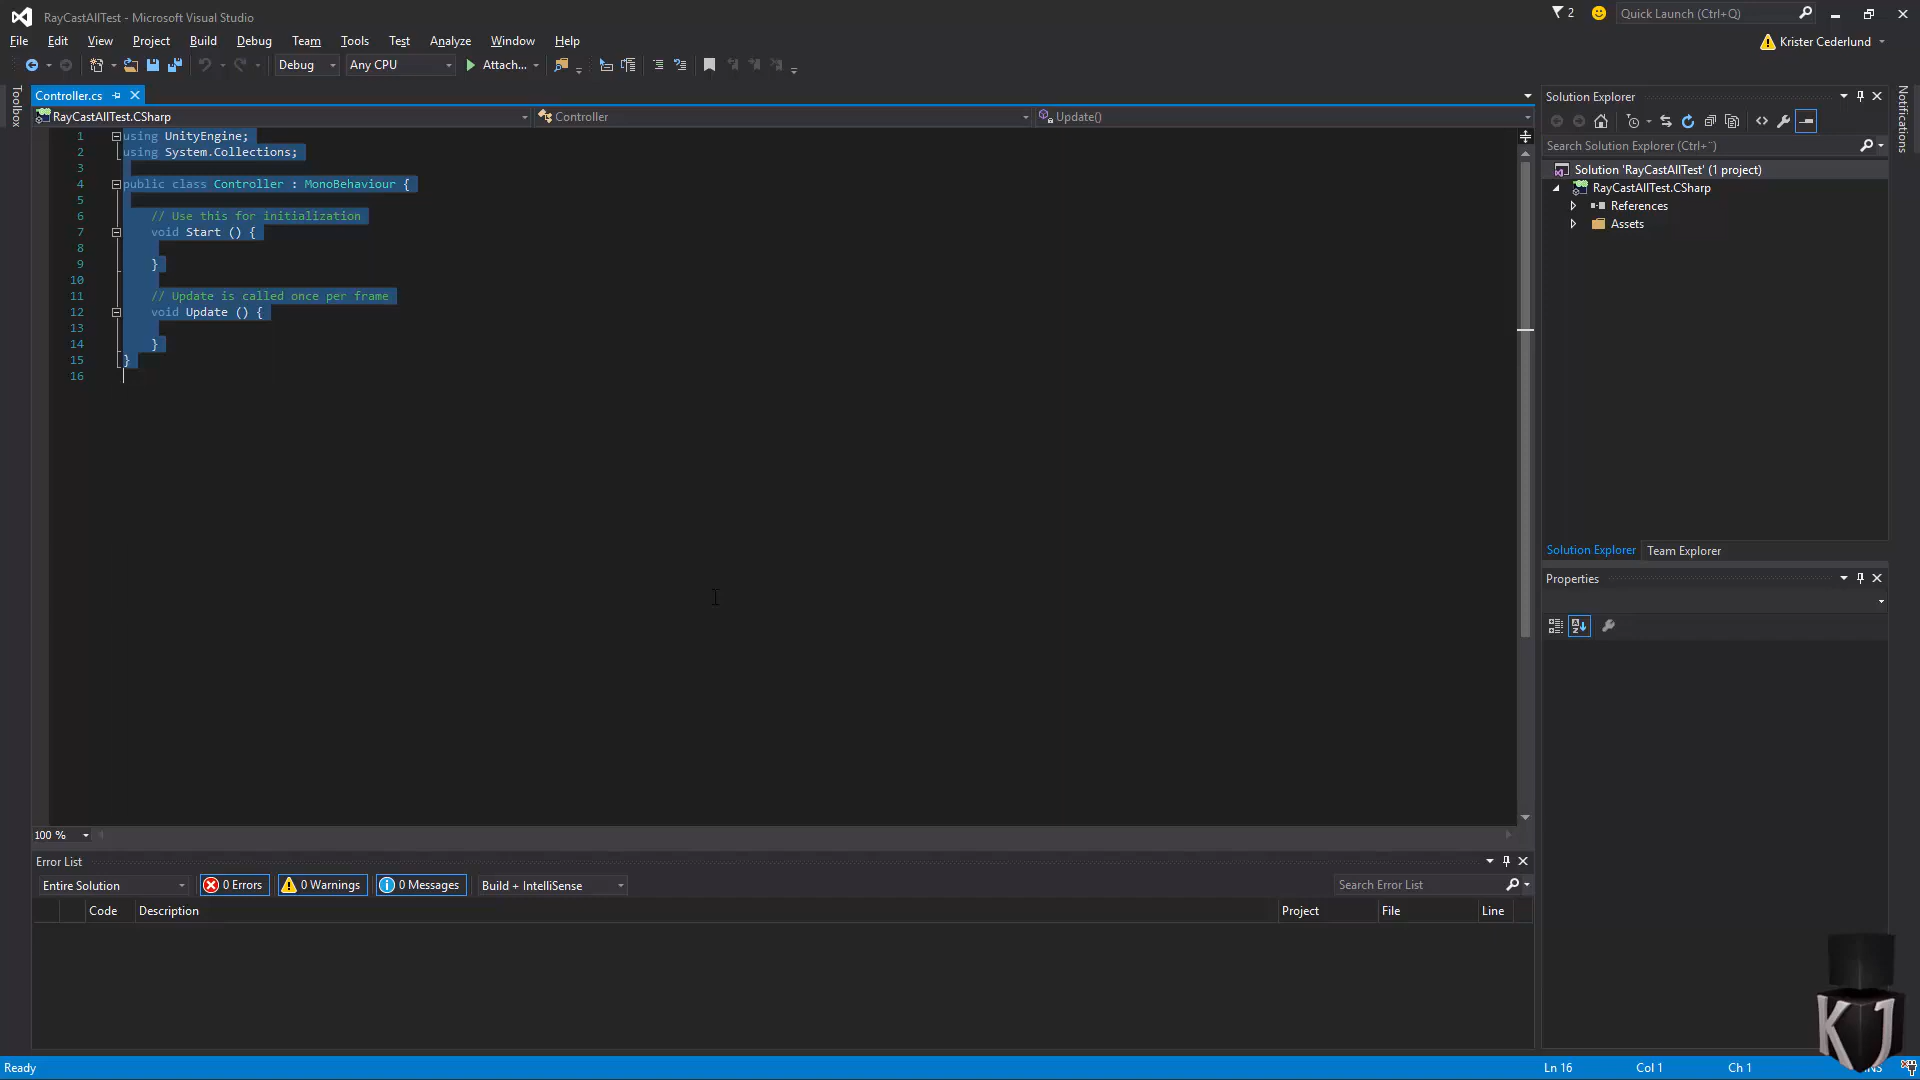 RayCastAllTest - Microsoft Visual Studio
2
Quick Launch (Ctrl+Q)
File Edit View Project Build Debug Team Tools Test Analyze Window Help
Krister Cederlund
Debug Any CPU Attach...
Toolbox
Controller.cs
RayCastAllTest.CSharp Controller Update()
1 using UnityEngine;
2 using System.Collections;
3
4 public class Controller : MonoBehaviour {
5
6 // Use this for initialization
7 void Start () {
8
9 }
10
11 // Update is called once per frame
12 void Update () {
13
14 }
15 }
16
100 %
Solution Explorer
Notifications
Search Solution Explorer (Ctrl+¨)
Solution 'RayCastAllTest' (1 project)
RayCastAllTest.CSharp
References
Assets
Solution Explorer Team Explorer
Properties
Error List
Entire Solution 0 Errors 0 Warnings 0 Messages Build + IntelliSense Search Error List
Code Description Project File Line
KJ
Ready Ln 16 Col 1 Ch 1